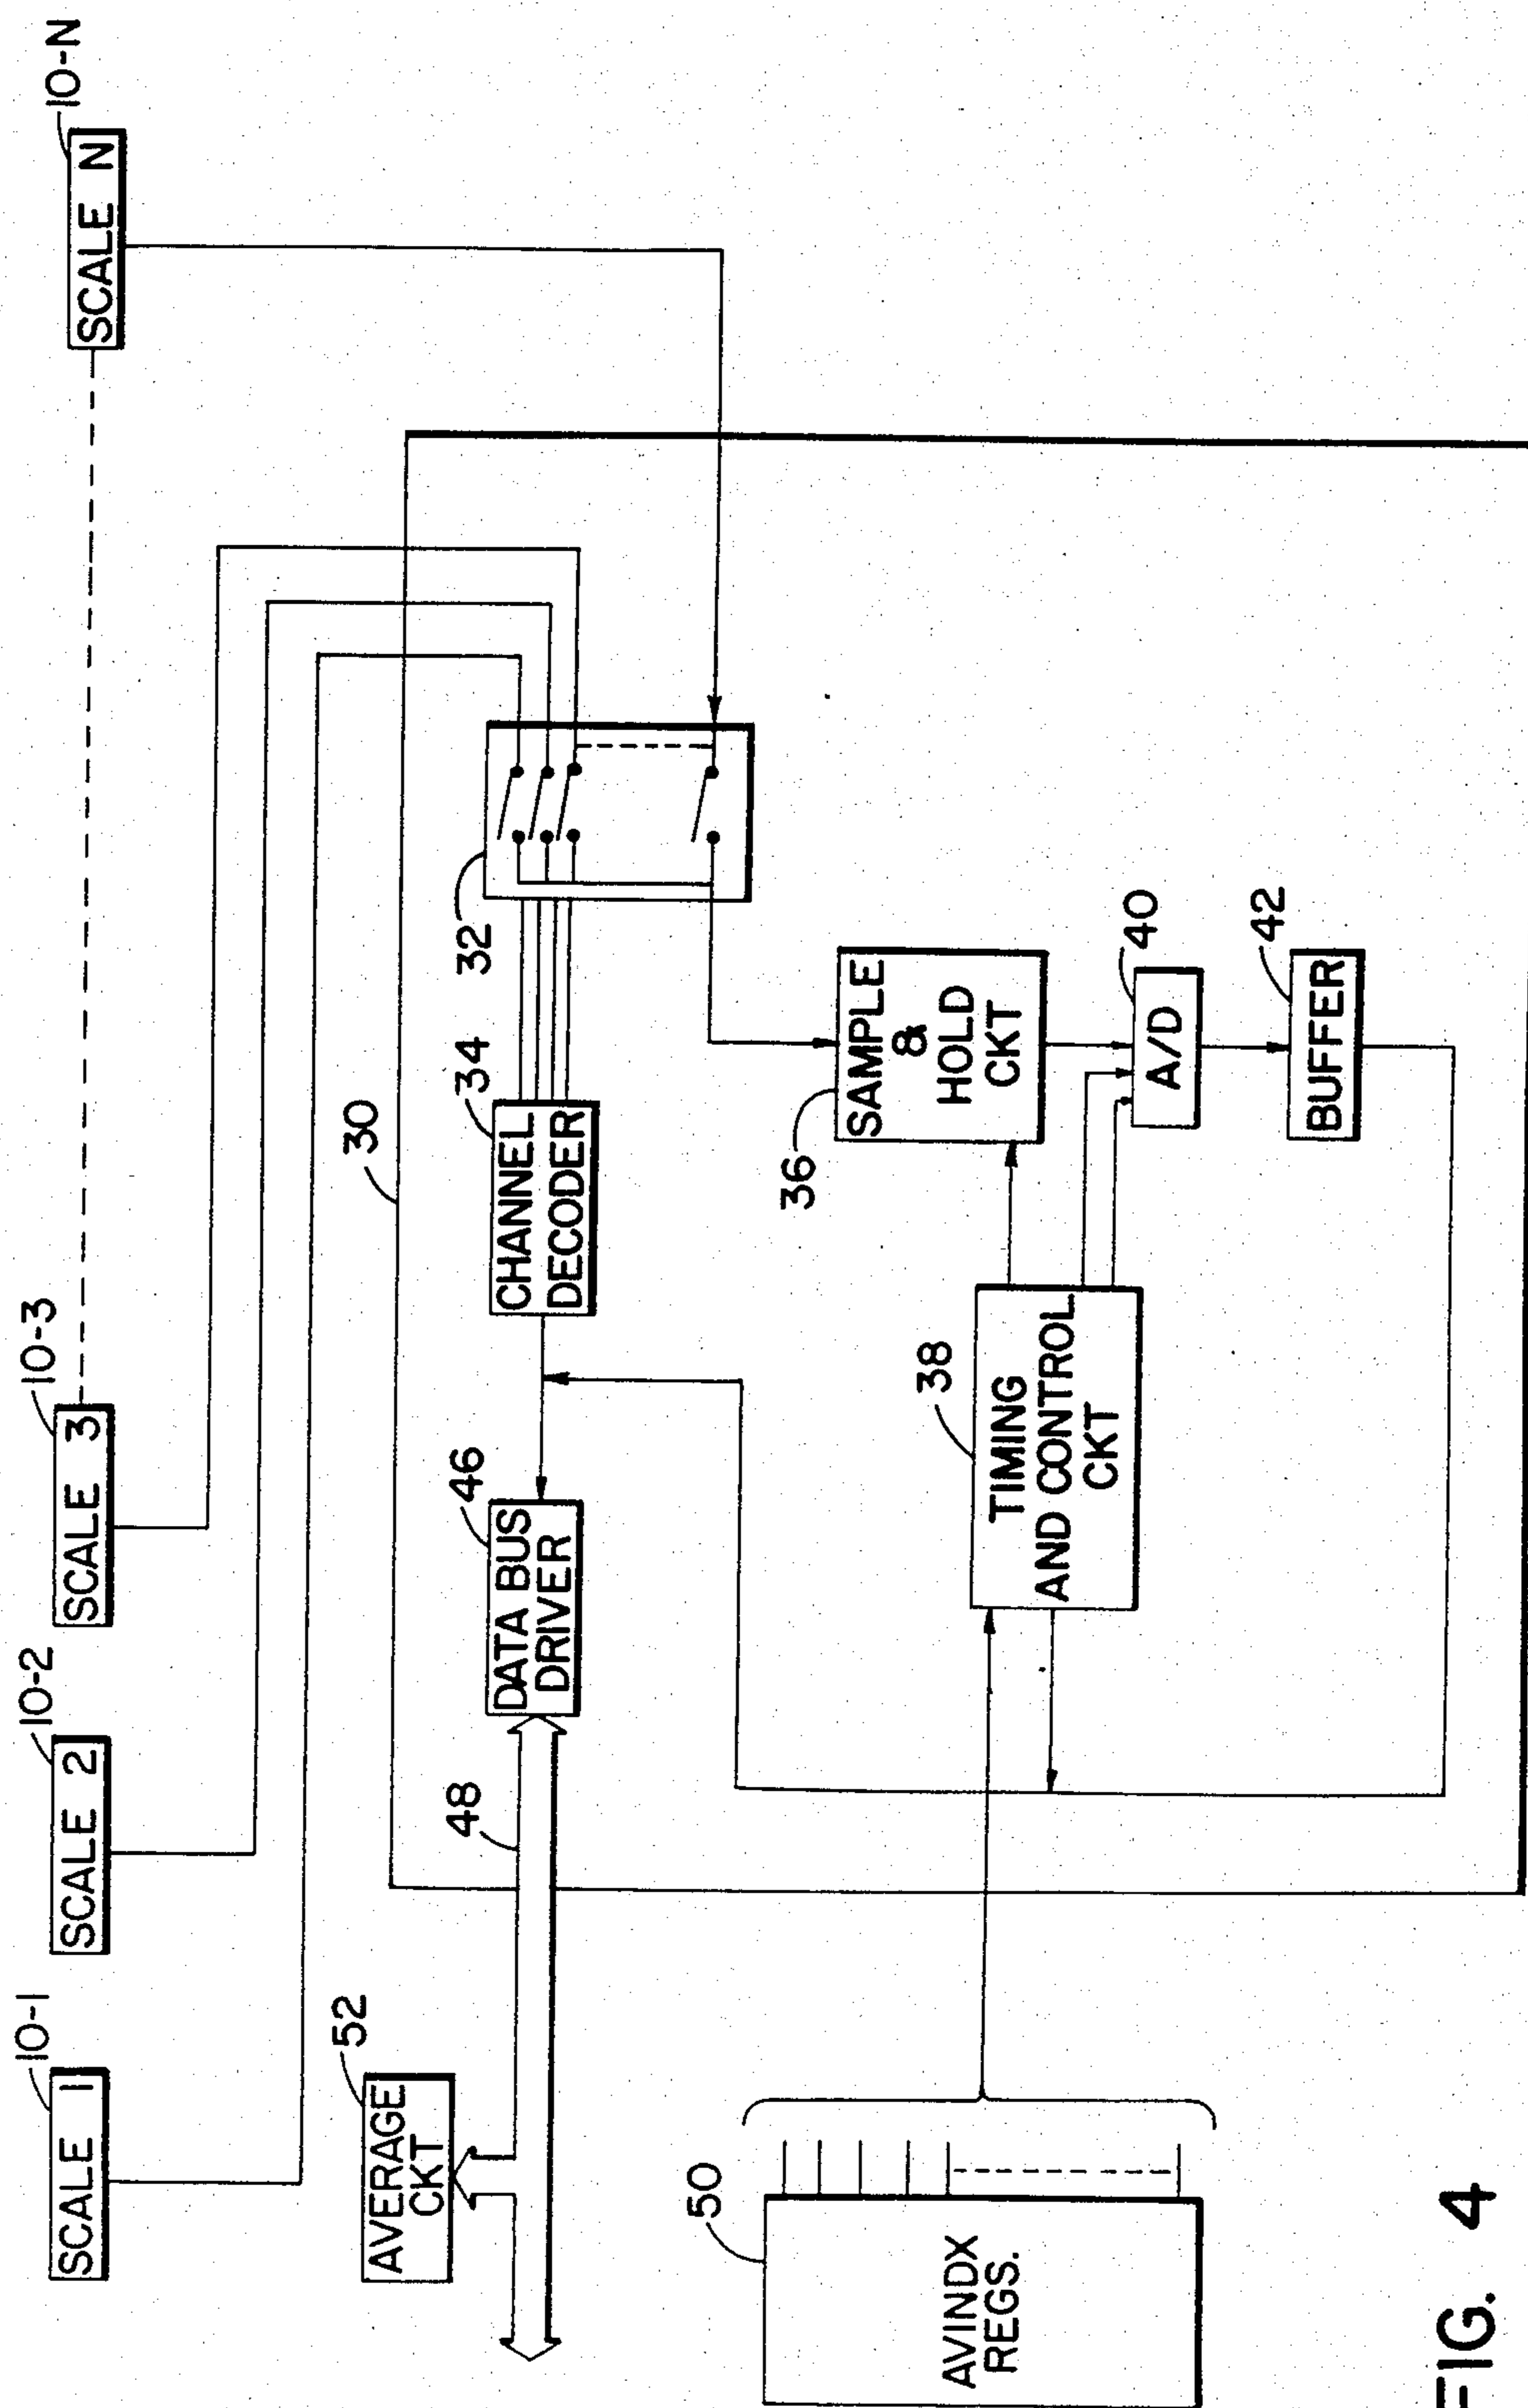 10-1
SCALE 1
10-2
SCALE 2
10-3
SCALE 3
10-N
SCALE N
52
AVERAGE
CKT
48
46
DATA BUS
DRIVER
30
34
CHANNEL
DECODER
32
50
AVINDX
REGS.
38
TIMING
AND CONTROL
CKT
36
SAMPLE
&
HOLD
CKT
40
A/D
42
BUFFER
FIG. 4